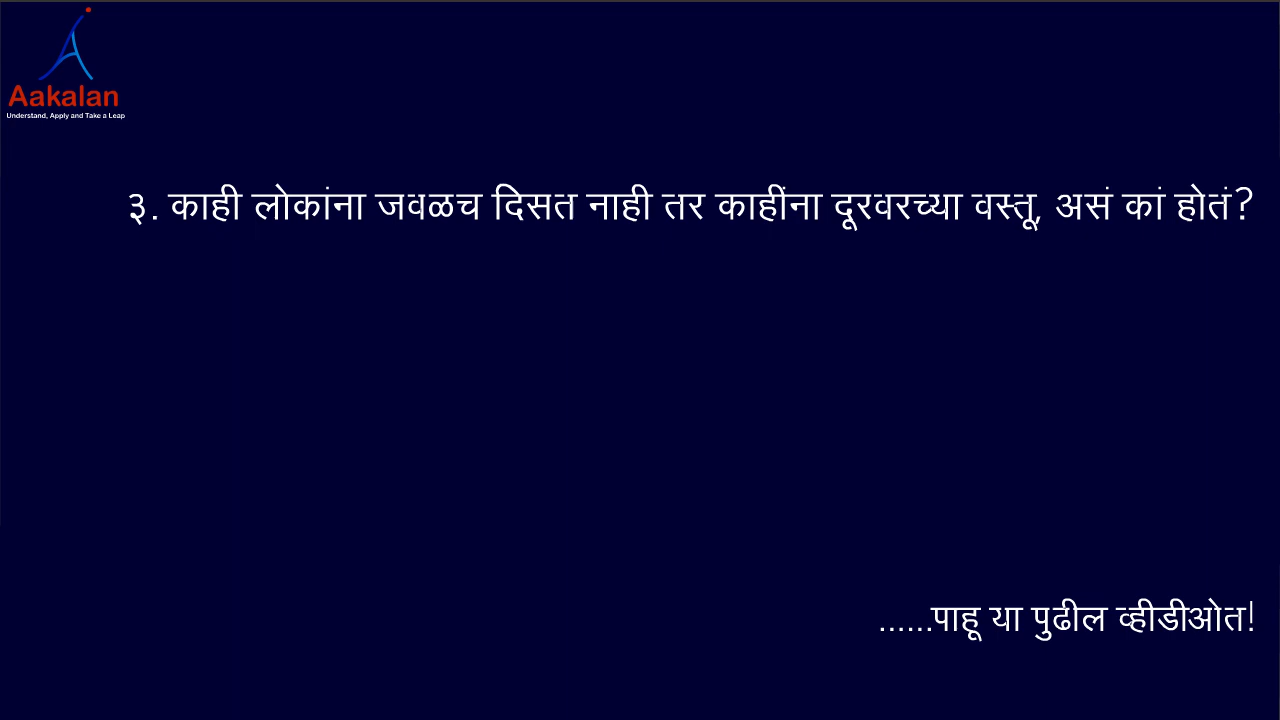 Aakalan
Understand, Apply and Take a Leap
३. काही लोकांना जवळच दिसत नाही तर काहींना दूरवरच्या वस्तू, असं कां होतं?
......पाहू या पुढील व्हीडीओत!